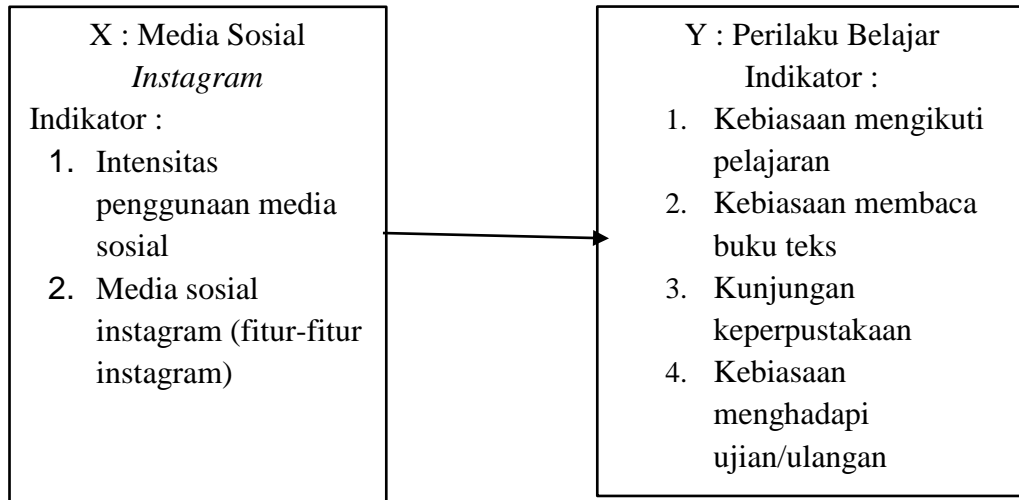 X : Media Sosial
Instagram
Indikator :
1. Intensitas
penggunaan media
sosial
2. Media sosial
instagram (fitur-fitur
instagram)
Y : Perilaku Belajar
Indikator :
1. Kebiasaan mengikuti
pelajaran
2. Kebiasaan membaca
buku teks
3. Kunjungan
keperpustakaan
4. Kebiasaan
menghadapi
ujian/ulangan